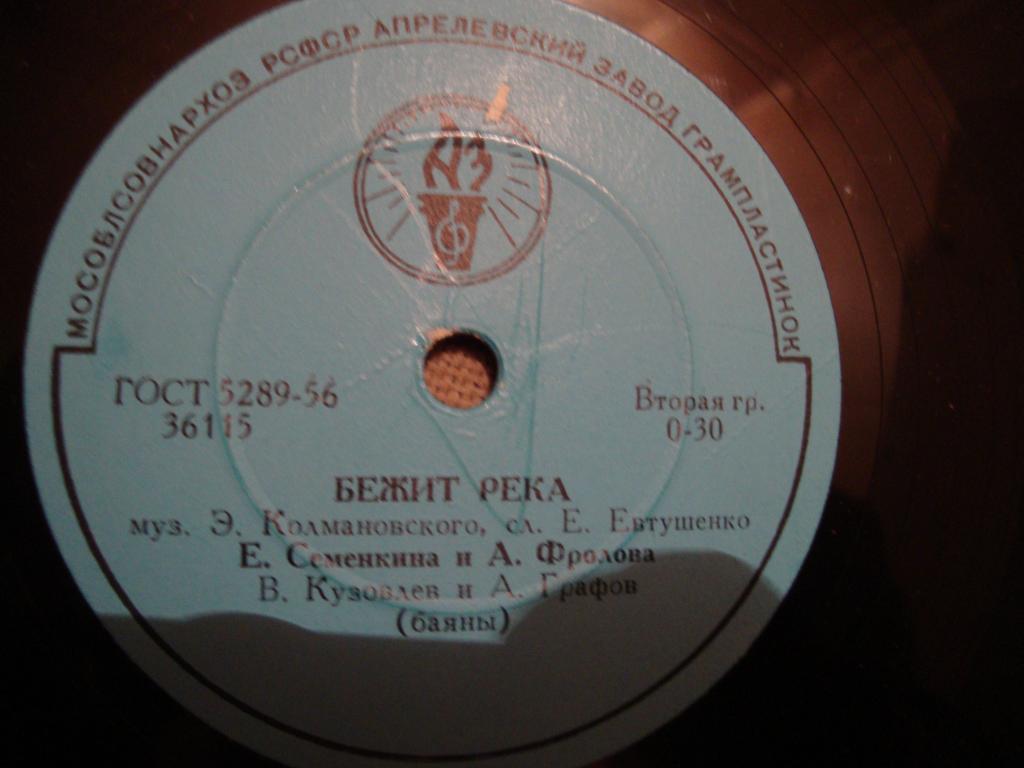 МОСОБЛСОВНАРХОЗ РСФСР АПРЕЛЕВСКИЙ ЗАВОД ГРАМПЛАСТИНОК
АЗ
ГОСТ 5289-56
36115
Вторая гр.
0-30
БЕЖИТ РЕКА
муз. Э. Колмановского, сл. Е. Евтушенко
Е. Семенкина и А. Фролова
В. Кузовлев и А. Графов
(баяны)